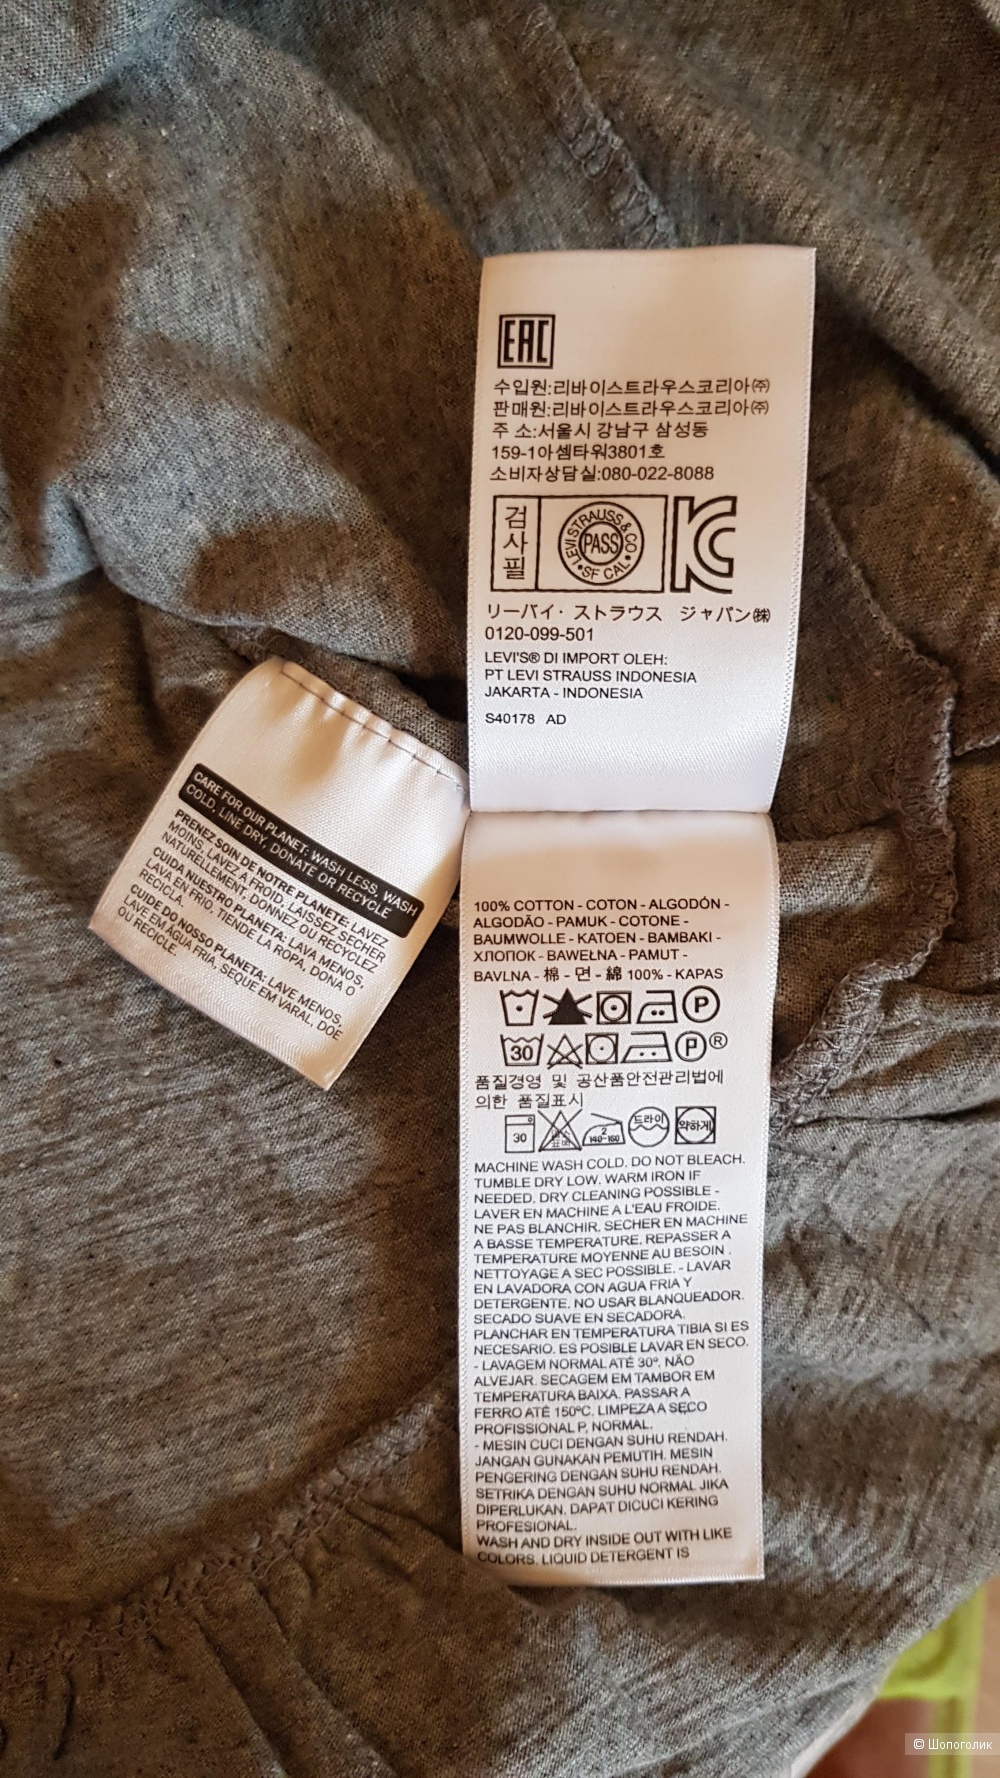 EAC
수입원:리바이스트라우스코리아㈜
판매원:리바이스트라우스코리아㈜
주 소:서울시 강남구 삼성동
159-1아셈타워3801호
소비자상담실:080-022-8088
검사필
LEVI STRAUSS & CO
PASS
SF CAL
リーバイ・ストラウス ジャパン㈱
0120-099-501
LEVI'S® DI IMPORT OLEH:
PT LEVI STRAUSS INDONESIA
JAKARTA - INDONESIA
S40178 AD
CARE FOR OUR PLANET: WASH LESS, WASH
COLD, LINE DRY, DONATE OR RECYCLE
PRENEZ SOIN DE NOTRE PLANETE: LAVEZ
MOINS, LAVEZ A FROID, LAISSEZ SECHER
NATURELLEMENT, DONNEZ OU RECYCLEZ
CUIDA NUESTRO PLANETA: LAVA MENOS,
LAVA EN FRIO, TIENDE LA ROPA, DONA O
RECICLA.
CUIDE DO NOSSO PLANETA: LAVE MENOS,
LAVE EM ÁGUA FRIA, SEQUE EM VARAL, DOE
OU RECICLE.
100% COTTON - COTON - ALGODÓN -
ALGODÃO - PAMUK - COTONE -
BAUMWOLLE - KATOEN - BAMBAKI -
ХЛОПОК - BAWEŁNA - PAMUT -
BAVLNA - 棉 - 면 - 綿 100% - KAPAS
P
30 P®
품질경영 및 공산품안전관리법에
의한 품질표시
30 2 140~160 드라이 약하게
MACHINE WASH COLD. DO NOT BLEACH.
TUMBLE DRY LOW. WARM IRON IF
NEEDED. DRY CLEANING POSSIBLE -
LAVER EN MACHINE A L'EAU FROIDE.
NE PAS BLANCHIR. SECHER EN MACHINE
A BASSE TEMPERATURE. REPASSER A
TEMPERATURE MOYENNE AU BESOIN .
NETTOYAGE A SEC POSSIBLE. - LAVAR
EN LAVADORA CON AGUA FRIA Y
DETERGENTE. NO USAR BLANQUEADOR.
SECADO SUAVE EN SECADORA.
PLANCHAR EN TEMPERATURA TIBIA SI ES
NECESARIO. ES POSIBLE LAVAR EN SECO.
- LAVAGEM NORMAL ATÉ 30º. NÃO
ALVEJAR. SECAGEM EM TAMBOR EM
TEMPERATURA BAIXA. PASSAR A
FERRO ATÉ 150ºC. LIMPEZA A SECO
PROFISSIONAL P, NORMAL.
- MESIN CUCI DENGAN SUHU RENDAH.
JANGAN GUNAKAN PEMUTIH. MESIN
PENGERING DENGAN SUHU RENDAH.
SETRIKA DENGAN SUHU NORMAL JIKA
DIPERLUKAN. DAPAT DICUCI KERING
PROFESIONAL.
WASH AND DRY INSIDE OUT WITH LIKE
COLORS. LIQUID DETERGENT IS
© Шопоголик